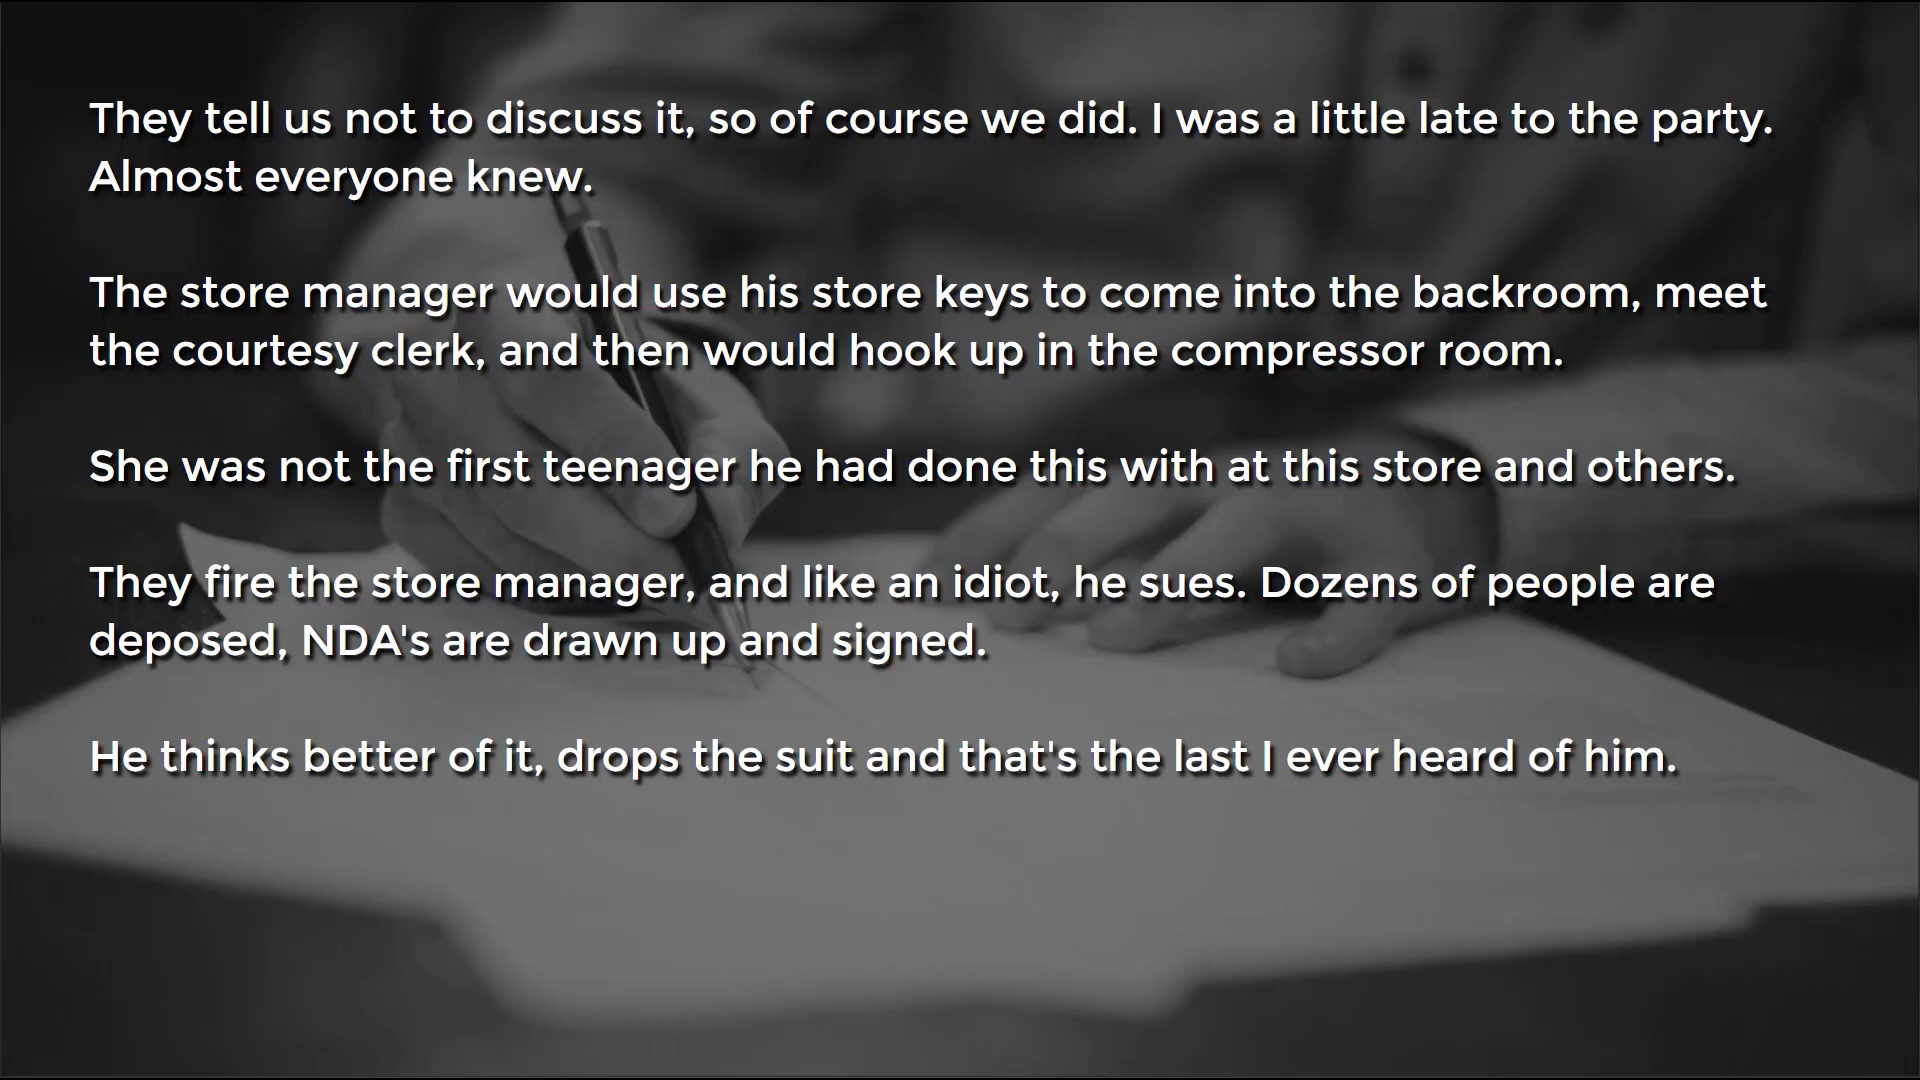 They tell us not to discuss it, so of course we did. I was a little late to the party.
Almost everyone knew.
The store manager would use his store keys to come into the backroom, meet
the courtesy clerk, and then would hook up in the compressor room.
She was not the first teenager he had done this with at this store and others.
They fire the store manager, and like an idiot, he sues. Dozens of people are
deposed, NDA's are drawn up and signed.
He thinks better of it, drops the suit and that's the last I ever heard of him.